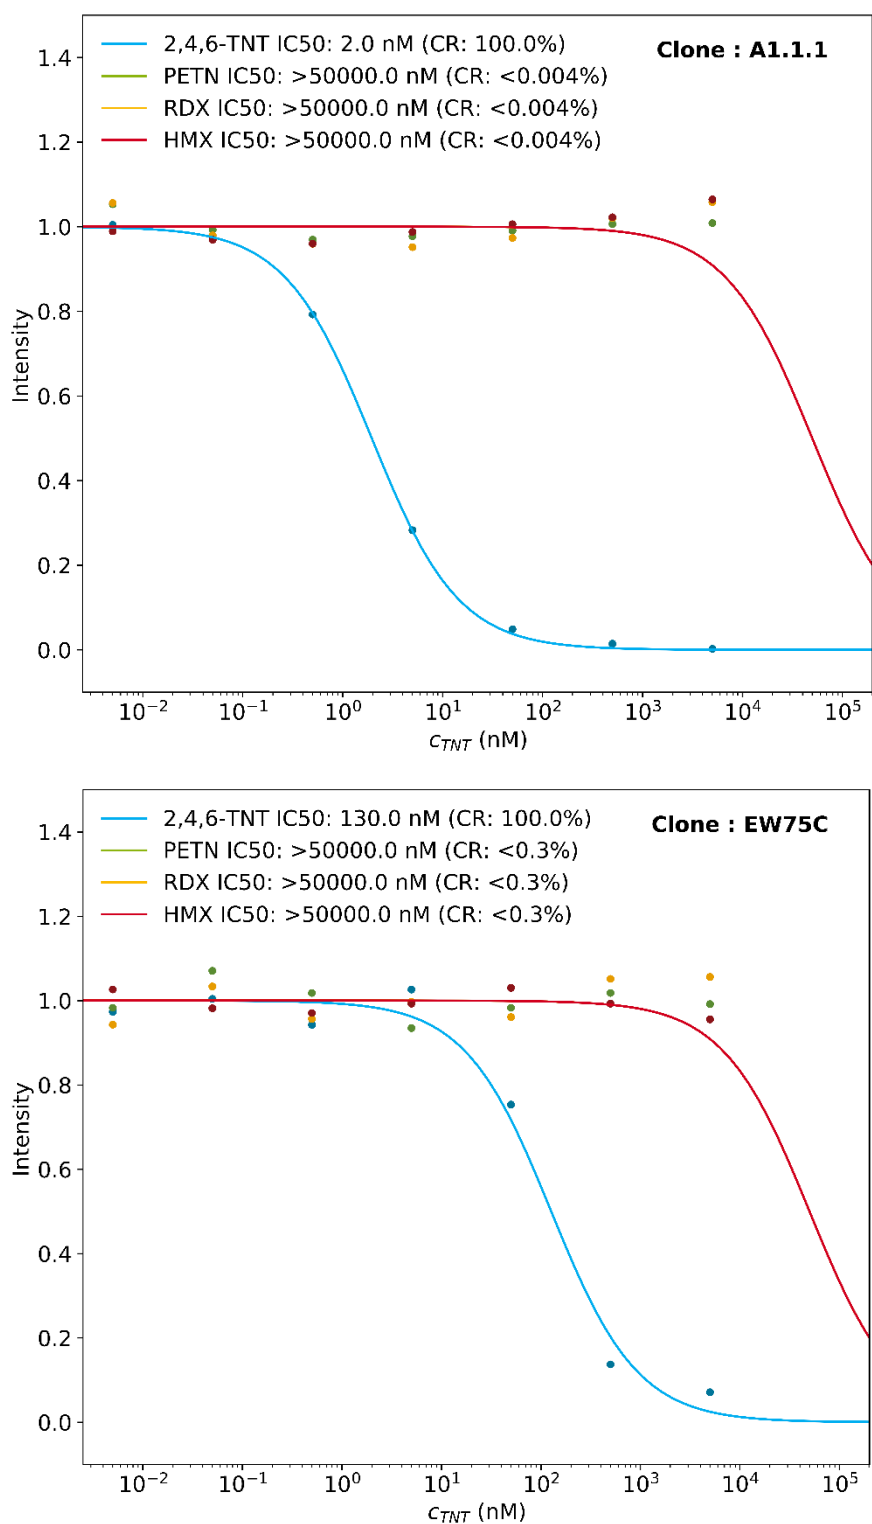 2,4,6-TNT IC50: 2.0 nM (CR: 100.0%)
Clone : A1.1.1
PETN IC50: >50000.0 nM (CR: <0.004%)
RDX IC50: >50000.0 nM (CR: <0.004%)
HMX IC50: >50000.0 nM (CR: <0.004%)
1.4
1.2
1.0
0.8
0.6
0.4
0.2
0.0
Intensity
10⁻² 10⁻¹ 10⁰ 10¹ 10² 10³ 10⁴ 10⁵
c_TNT (nM)
2,4,6-TNT IC50: 130.0 nM (CR: 100.0%)
Clone : EW75C
PETN IC50: >50000.0 nM (CR: <0.3%)
RDX IC50: >50000.0 nM (CR: <0.3%)
HMX IC50: >50000.0 nM (CR: <0.3%)
1.4
1.2
1.0
0.8
0.6
0.4
0.2
0.0
Intensity
10⁻² 10⁻¹ 10⁰ 10¹ 10² 10³ 10⁴ 10⁵
c_TNT (nM)